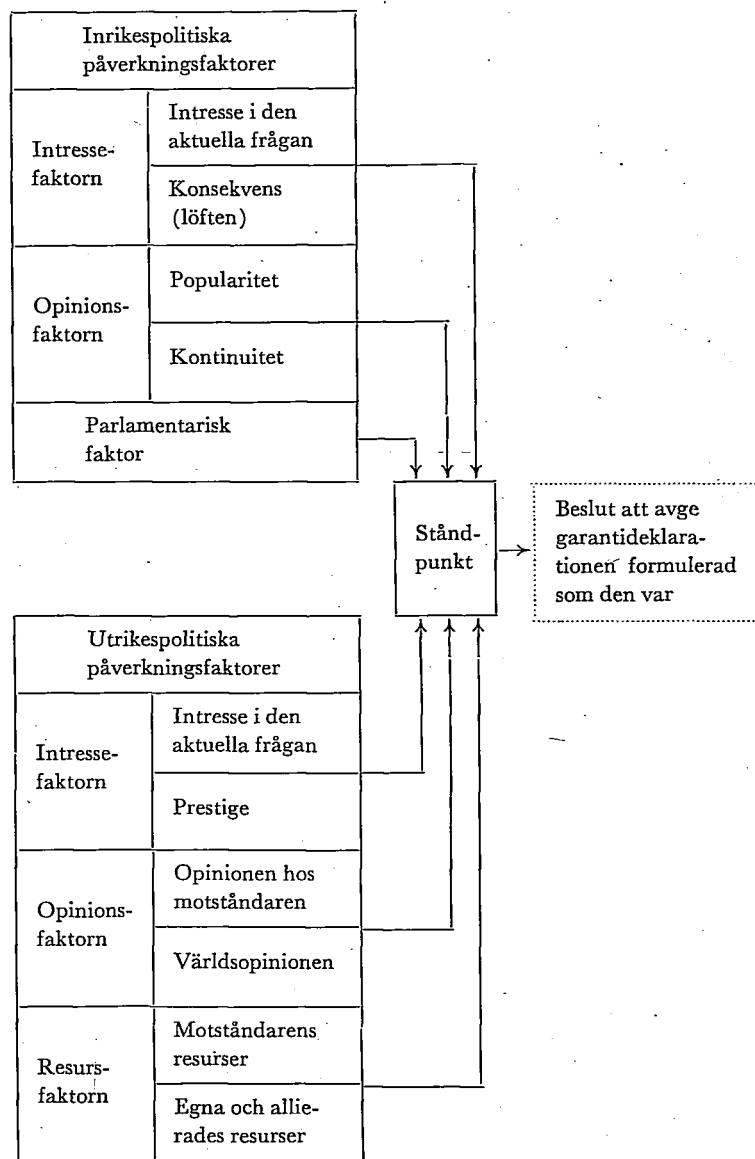 Inrikespolitiska
påverkningsfaktorer
Intresse-
faktorn
Intresse i den
aktuella frågan
Konsekvens
(löften)
Opinions-
faktorn
Popularitet
Kontinuitet
Parlamentarisk
faktor
Stånd-
punkt
Beslut att avge
garantideklara-
tionen formulerad
som den var
Utrikespolitiska
påverkningsfaktorer
Intresse-
faktorn
Intresse i den
aktuella frågan
Prestige
Opinions-
faktorn
Opinionen hos
motståndaren
Världsopinionen
Resurs-
faktorn
Motståndarens
resurser
Egna och allie-
rades resurser